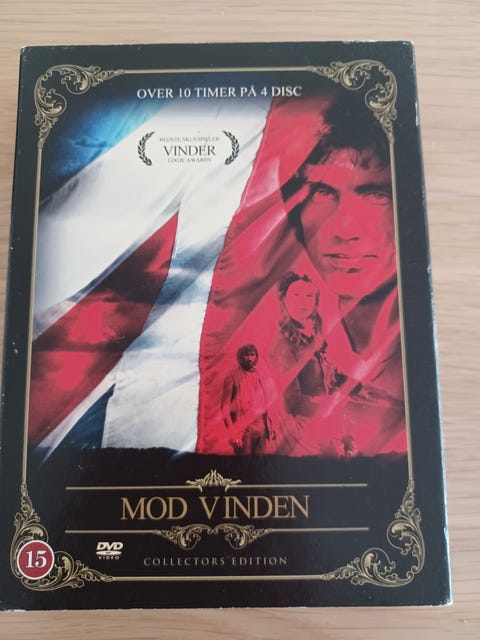 OVER 10 TIMER PÅ 4 DISC
BEDSTE SKUESPILLER
VINDER
LOGIE AWARDS
MOD VINDEN
15
DVD
VIDEO
COLLECTORS EDITION